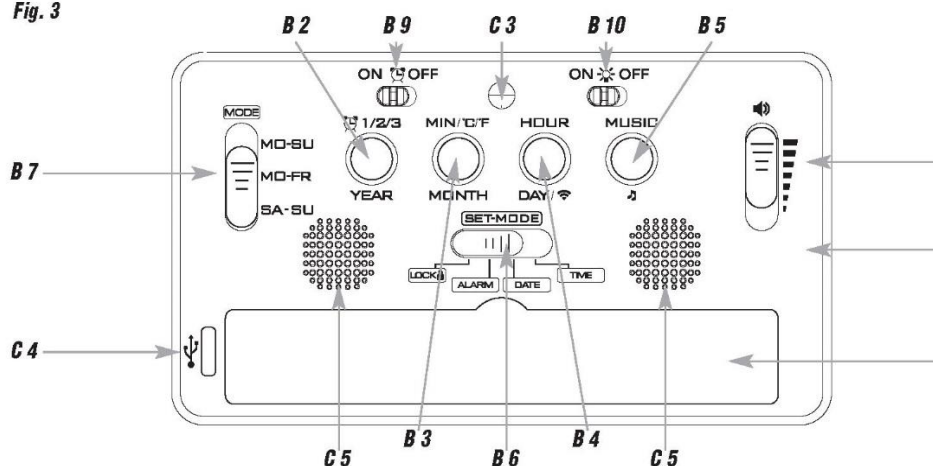 Fig. 3
B 2
B 9
C 3
B 10
B 5
ON OFF
ON OFF
MODE
1/2/3
MIN/°C/°F
HOUR
MUSIC
MO-SU
B 7
MO-FR
YEAR
MONTH
DAY/
SA-SU
SET-MODE
LOCK
ALARM
DATE
TIME
C 4
B 3
B 4
C 5
B 6
C 5